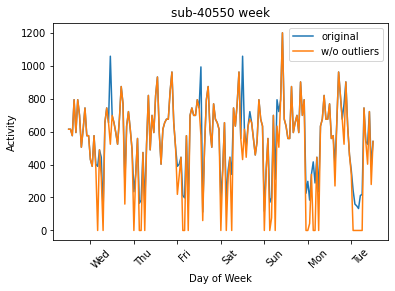 sub-40550 week
original
w/o outliers
1200
1000
800
600
400
200
0
Activity
Wed
Thu
Fri
Sat
Sun
Mon
Tue
Day of Week